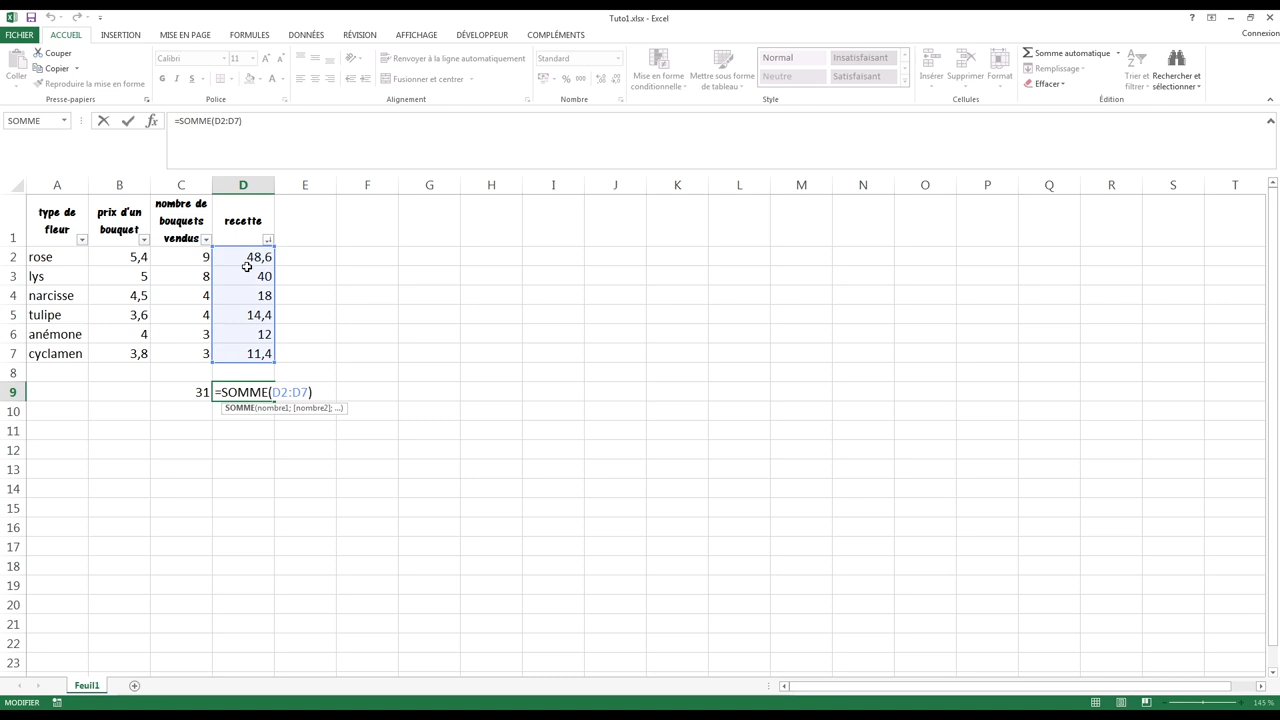 Tuto1.xlsx - Excel
FICHIER ACCUEIL INSERTION MISE EN PAGE FORMULES DONNÉES RÉVISION AFFICHAGE DÉVELOPPEUR COMPLÉMENTS Connexion
Coller
Couper
Copier
Reproduire la mise en forme
Presse-papiers
Calibri
G I S
Police
Renvoyer à la ligne automatiquement
Fusionner et centrer
Alignement
Standard
% 000
Nombre
Mise en forme
conditionnelle
Mettre sous forme
de tableau
Normal Insatisfaisant
Neutre Satisfaisant
Style
Insérer Supprimer Format
Cellules
Somme automatique
Remplissage
Effacer
Trier et
filtrer
Rechercher et
sélectionner
Édition
SOMME fx =SOMME(D2:D7)
A B C D E F G H I J K L M N O P Q R S T
1 type de fleur prix d'un bouquet nombre de bouquets vendus recette
2 rose 5,4 9 48,6
3 lys 5 8 40
4 narcisse 4,5 4 18
5 tulipe 3,6 4 14,4
6 anémone 4 3 12
7 cyclamen 3,8 3 11,4
8
9 31 =SOMME(D2:D7)
SOMME(nombre1; [nombre2]; ...)
10
11
12
13
14
15
16
17
18
19
20
21
22
23
Feuil1
MODIFIER 145 %